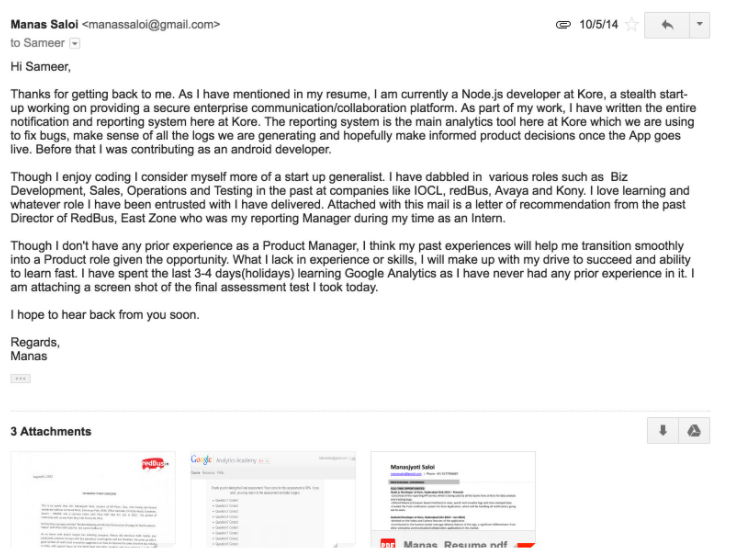 Manas Saloi <manassaloi@gmail.com>
10/5/14
to Sameer
Hi Sameer,
Thanks for getting back to me. As I have mentioned in my resume, I am currently a Node.js developer at Kore, a stealth start-
up working on providing a secure enterprise communication/collaboration platform. As part of my work, I have written the entire
notification and reporting system here at Kore. The reporting system is the main analytics tool here at Kore which we are using
to fix bugs, make sense of all the logs we are generating and hopefully make informed product decisions once the App goes
live. Before that I was contributing as an android developer.
Though I enjoy coding I consider myself more of a start up generalist. I have dabbled in  various roles such as  Biz
Development, Sales, Operations and Testing in the past at companies like IOCL, redBus, Avaya and Kony. I love learning and
whatever role I have been entrusted with I have delivered. Attached with this mail is a letter of recommendation from the past
Director of RedBus, East Zone who was my reporting Manager during my time as an Intern.
Though I don't have any prior experience as a Product Manager, I think my past experiences will help me transition smoothly
into a Product role given the opportunity. What I lack in experience or skills, I will make up with my drive to succeed and ability
to learn fast. I have spent the last 3-4 days(holidays) learning Google Analytics as I have never had any prior experience in it. I
am attaching a screen shot of the final assessment test I took today.
I hope to hear back from you soon.
Regards,
Manas
3 Attachments
redBus
Google Analytics Academy
Manasjyoti Saloi
PDF Manas_Resume.pdf